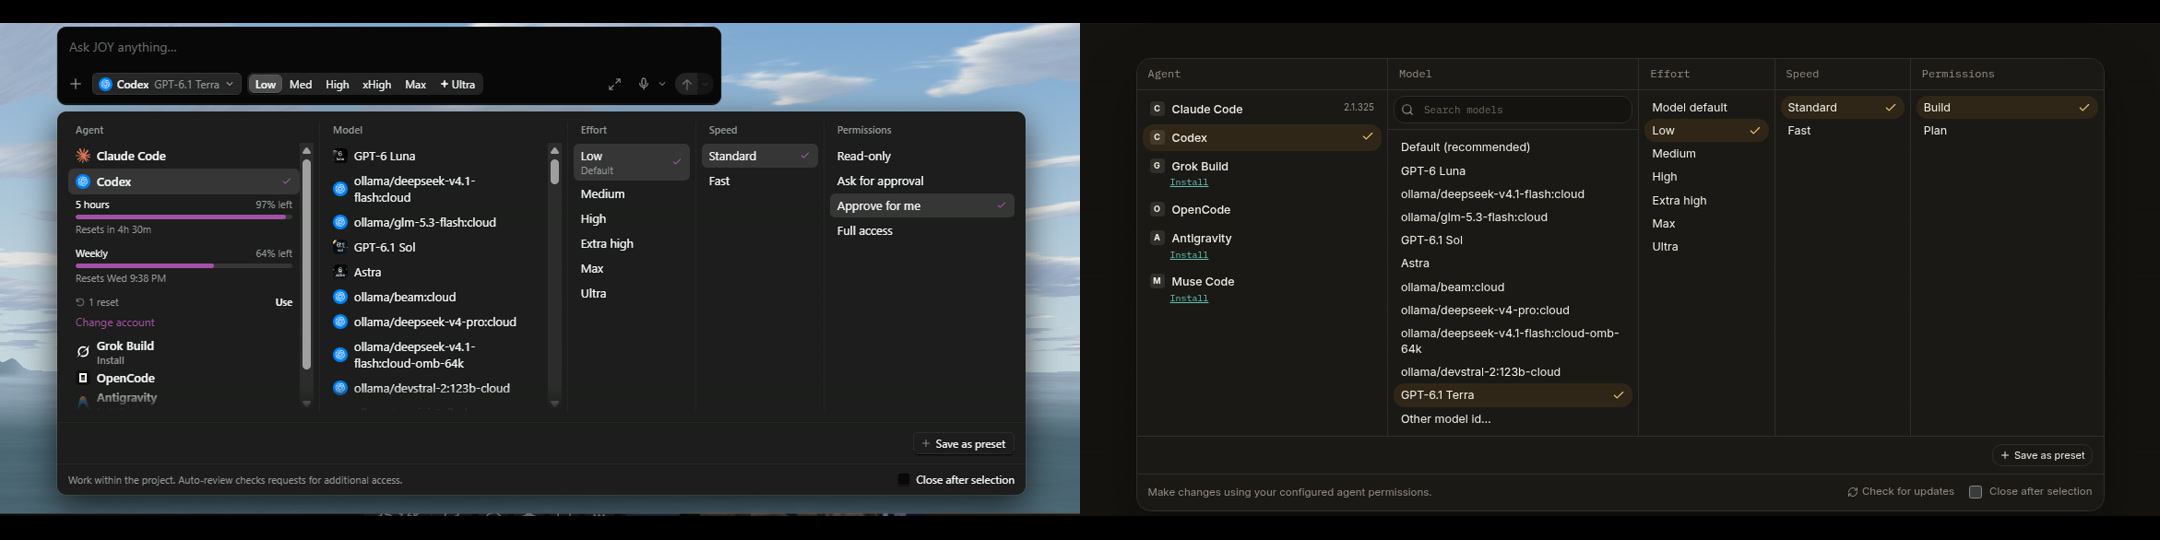 Ask JOY anything...
Codex GPT-6.1 Terra
Low Med High xHigh Max Ultra
Agent
Claude Code
Codex
5 hours 97% left
Resets in 4h 30m
Weekly 64% left
Resets Wed 9:38 PM
1 reset Use
Change account
Grok Build
Install
OpenCode
Antigravity
Model
GPT-6 Luna
ollama/deepseek-v4.1-
flash:cloud
ollama/glm-5.3-flash:cloud
GPT-6.1 Sol
Astra
ollama/beam:cloud
ollama/deepseek-v4-pro:cloud
ollama/deepseek-v4.1-
flash:cloud-omb-64k
ollama/devstral-2:123b-cloud
Effort
Low
Default
Medium
High
Extra high
Max
Ultra
Speed
Standard
Fast
Permissions
Read-only
Ask for approval
Approve for me
Full access
+ Save as preset
Work within the project. Auto-review checks requests for additional access.
Close after selection
Agent
C Claude Code 2.1.325
C Codex
G Grok Build
Install
O OpenCode
A Antigravity
Install
M Muse Code
Install
Model
Search models
Default (recommended)
GPT-6 Luna
ollama/deepseek-v4.1-flash:cloud
ollama/glm-5.3-flash:cloud
GPT-6.1 Sol
Astra
ollama/beam:cloud
ollama/deepseek-v4-pro:cloud
ollama/deepseek-v4.1-flash:cloud-omb-
64k
ollama/devstral-2:123b-cloud
GPT-6.1 Terra
Other model id...
Effort
Model default
Low
Medium
High
Extra high
Max
Ultra
Speed
Standard
Fast
Permissions
Build
Plan
+ Save as preset
Make changes using your configured agent permissions.
Check for updates
Close after selection